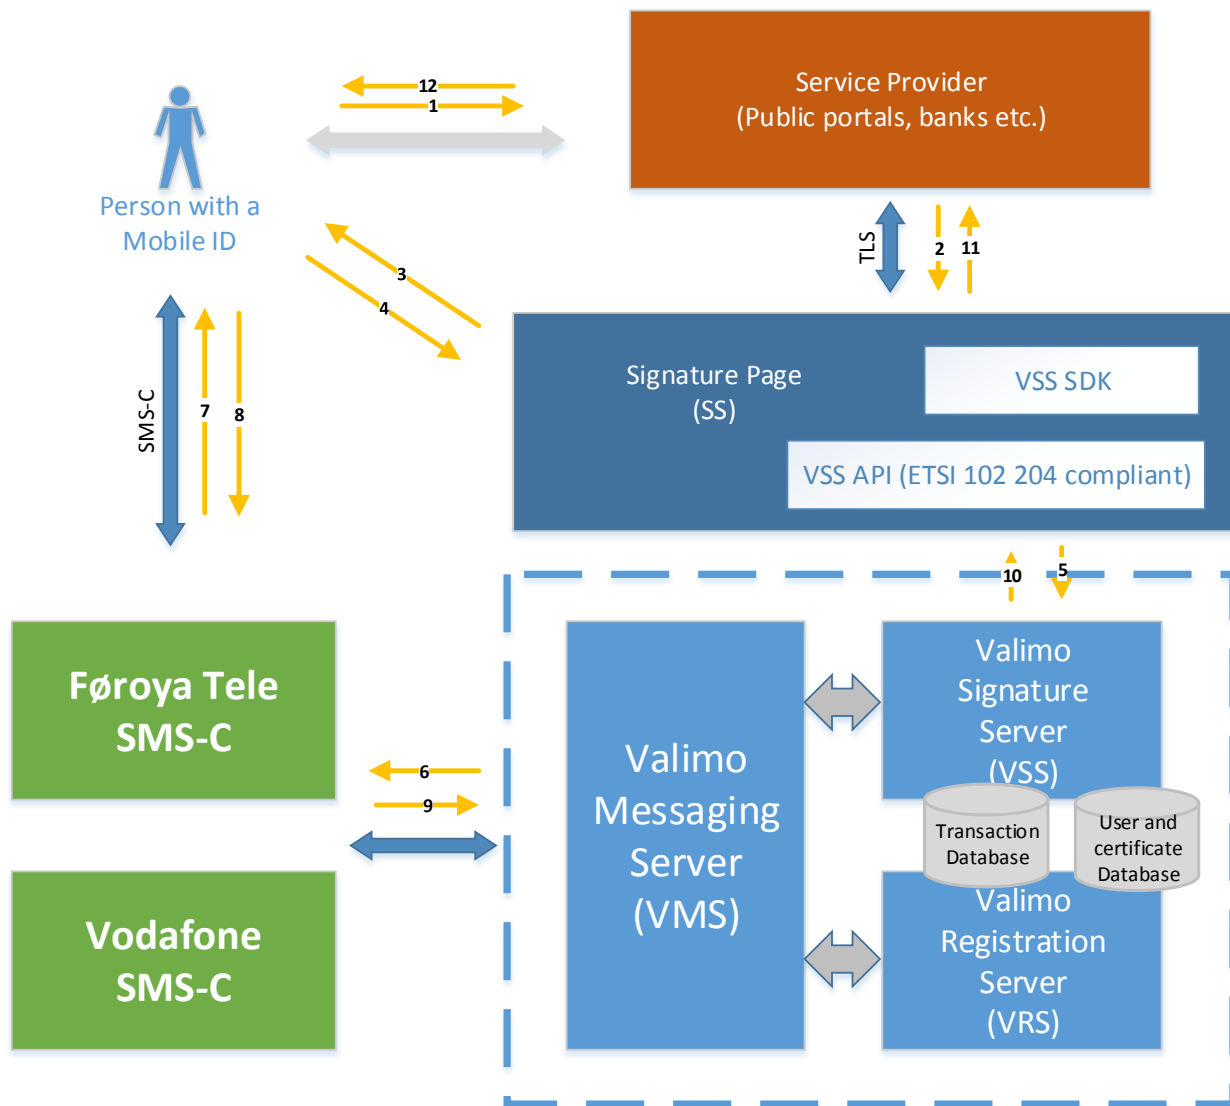 Service Provider
(Public portals, banks etc.)
12
1
Person with a
Mobile ID
TLS
2
11
3
4
Signature Page
(SS)
VSS SDK
VSS API (ETSI 102 204 compliant)
SMS-C
7
8
10
5
Føroya Tele
SMS-C
Valimo
Signature
Server
(VSS)
Valimo
Messaging
Server
(VMS)
6
9
Transaction
Database
User and
certificate
Database
Vodafone
SMS-C
Valimo
Registration
Server
(VRS)